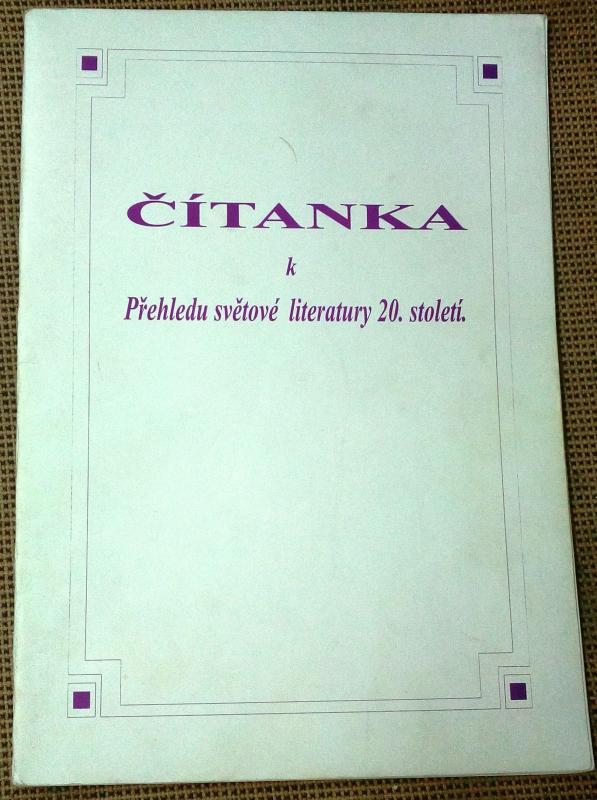 ČÍTANKA
k
Přehledu světové literatury 20. století.